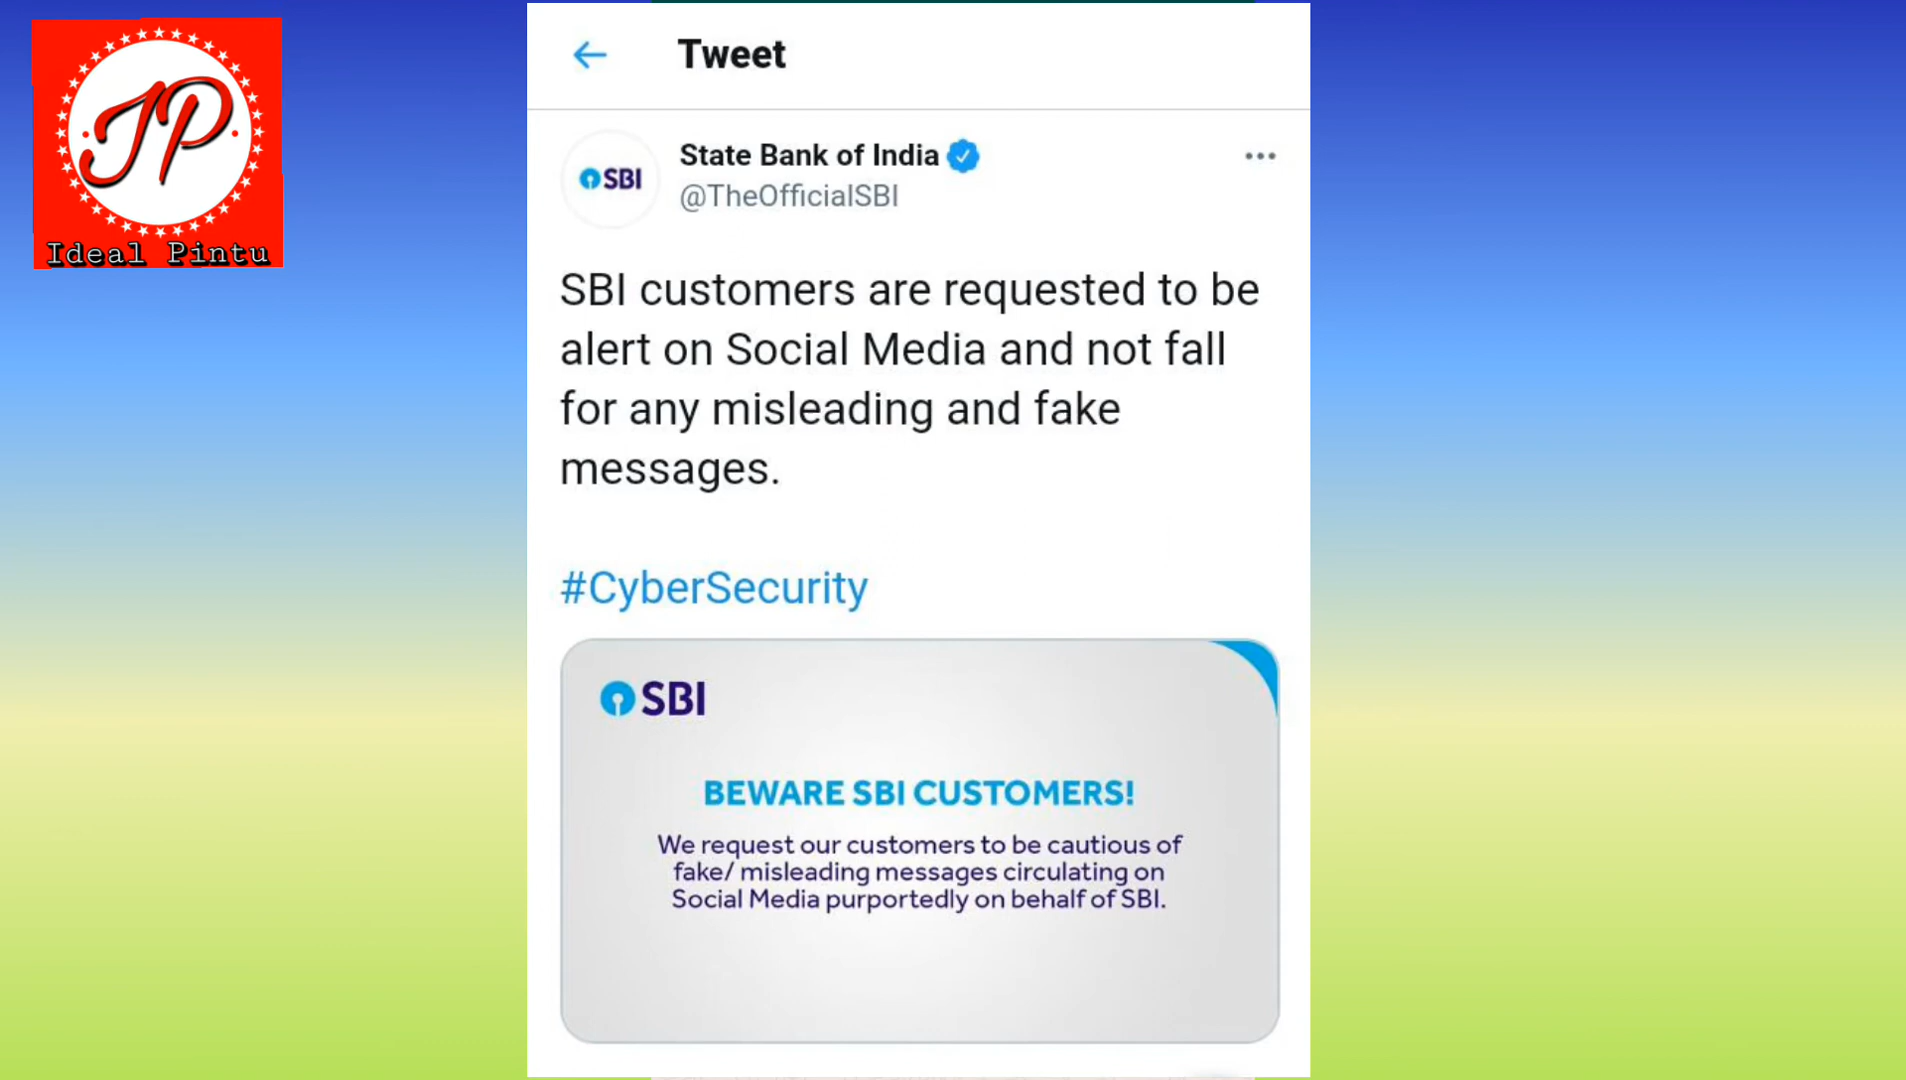 JP
Ideal Pintu
Tweet
SBI
State Bank of India
@TheOfficialSBI
SBI customers are requested to be
alert on Social Media and not fall
for any misleading and fake
messages.
#CyberSecurity
SBI
BEWARE SBI CUSTOMERS!
We request our customers to be cautious of
fake/ misleading messages circulating on
Social Media purportedly on behalf of SBI.